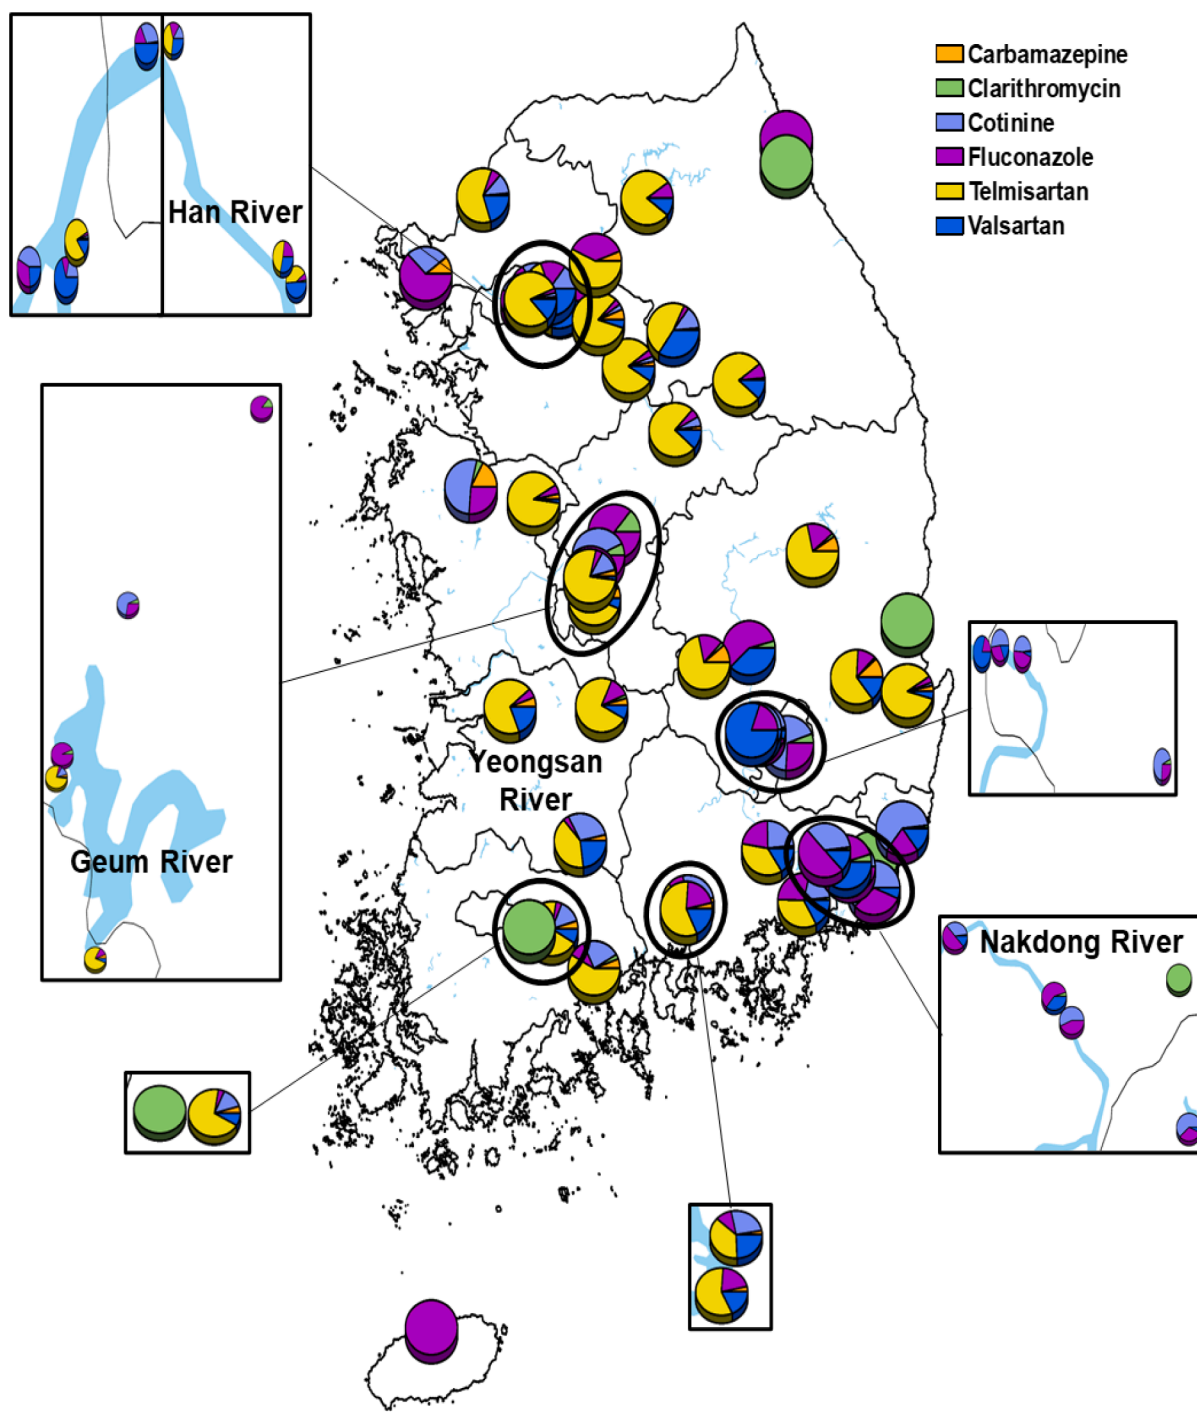 Carbamazepine
Clarithromycin
Cotinine
Fluconazole
Telmisartan
Valsartan
Han River
Yeongsan
River
Geum River
Nakdong River